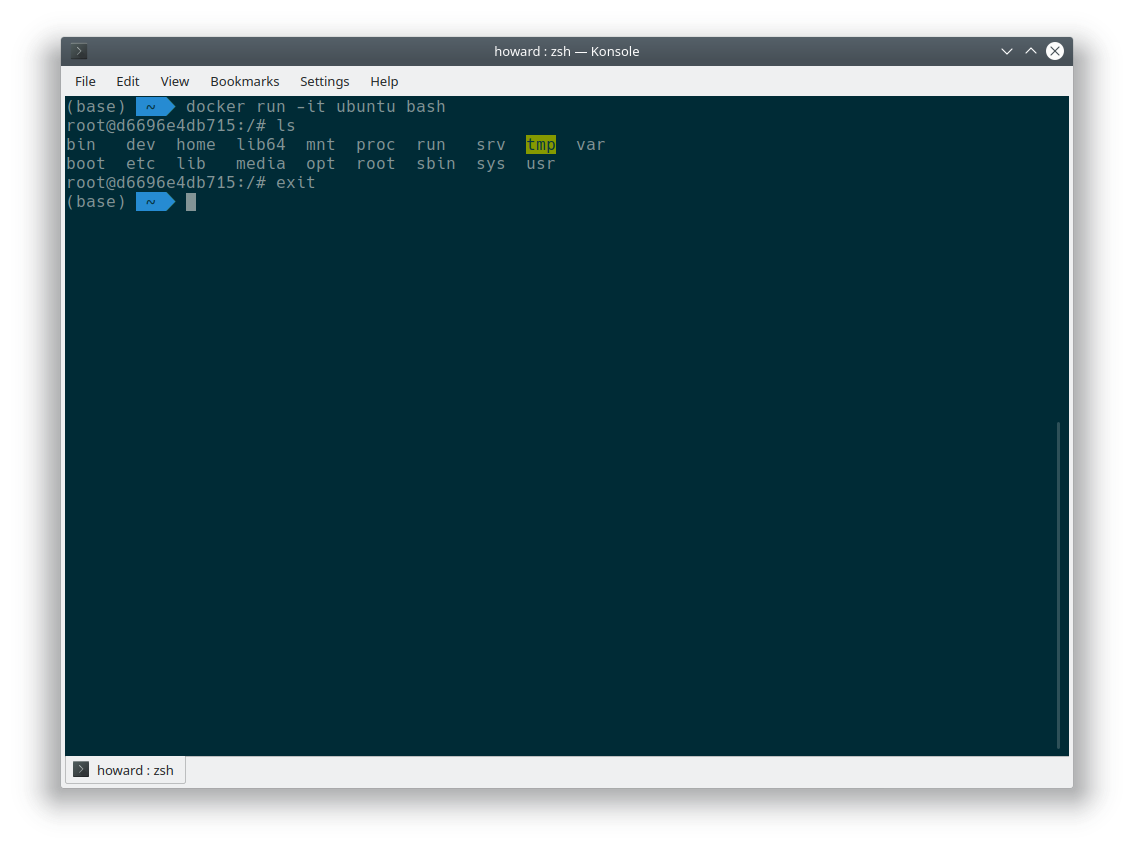 howard : zsh — Konsole
File Edit View Bookmarks Settings Help
(base) ~ docker run -it ubuntu bash
root@d6696e4db715:/# ls
bin dev home lib64 mnt proc run srv tmp var
boot etc lib media opt root sbin sys usr
root@d6696e4db715:/# exit
(base) ~
howard : zsh